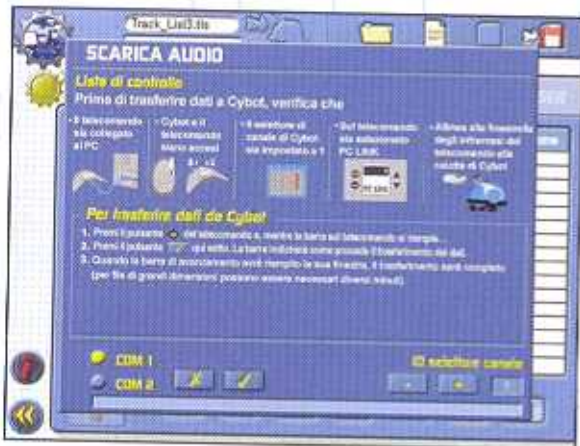 Track_List3.tls
SCARICA AUDIO
Lista di controllo
Prima di trasferire dati a Cybot, verifica che
• Il telecomando sia collegato al PC
• Cybot e il telecomando siano accesi
• Il selettore di canale di Cybot sia impostato a 1
• Sul telecomando sia selezionato PC LINK
• Allinea alla finestrella degli infrarossi del telecomando alla calotta di Cybot
PC LINK
Per trasferire dati da Cybot
1. Premi il pulsante del telecomando e, mentre la barra sul telecomando si riempie...
2. Premi il pulsante qui sotto. La barra indicherà come procede il trasferimento dei dati.
3. Quando la barra di avanzamento avrà riempito la sua finestra, il trasferimento sarà completo
(per file di grandi dimensioni possono essere necessari diversi minuti).
COM 1
COM 2
ID selettore canale